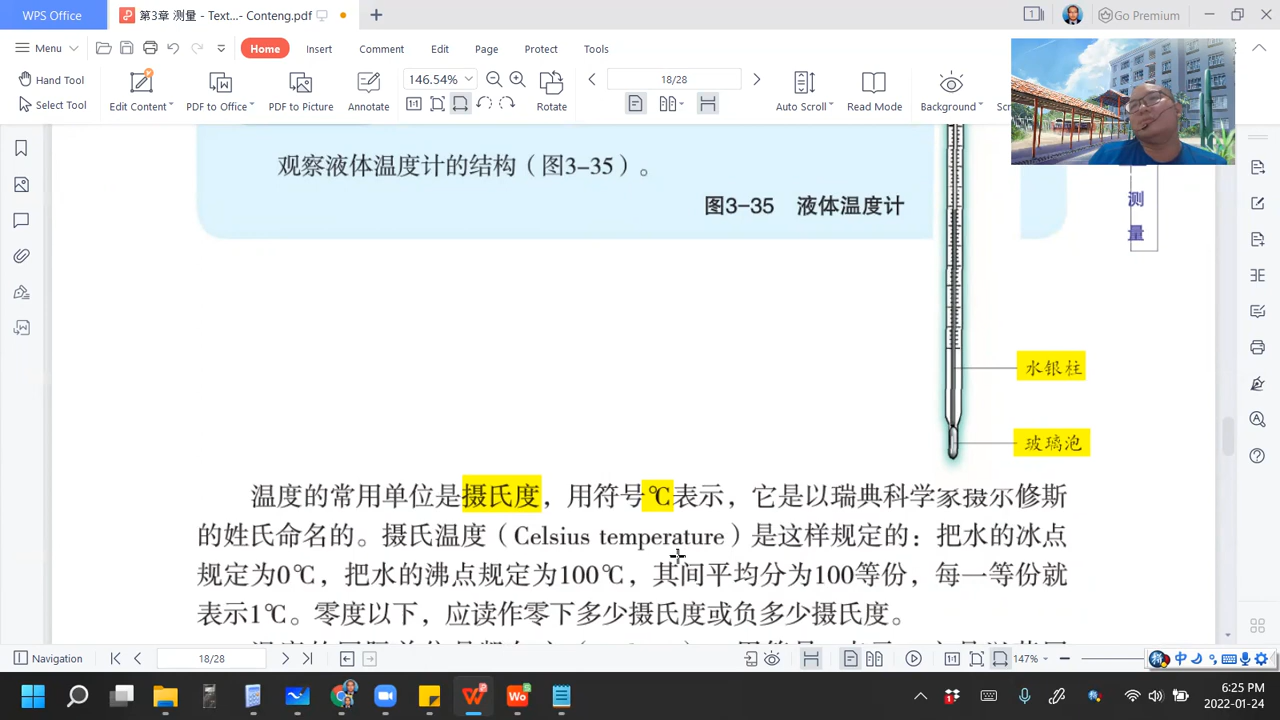 WPS Office
第3章 测量 - Text...- Conteng.pdf
1
Go Premium
Menu
Home
Insert
Comment
Edit
Page
Protect
Tools
Hand Tool
Select Tool
Edit Content
PDF to Office
PDF to Picture
Annotate
146.54%
Rotate
18/28
Auto Scroll
Read Mode
Background
观察液体温度计的结构（图3-35）。
图3-35 液体温度计
测
量
水银柱
玻璃泡
温度的常用单位是摄氏度，用符号℃表示，它是以瑞典科学家摄尔修斯
的姓氏命名的。摄氏温度（Celsius temperature）是这样规定的：把水的冰点
规定为0℃，把水的沸点规定为100℃，其间平均分为100等份，每一等份就
表示1℃。零度以下，应读作零下多少摄氏度或负多少摄氏度。
Navigation
18/28
147%
中
6:25 PM
2022-01-24